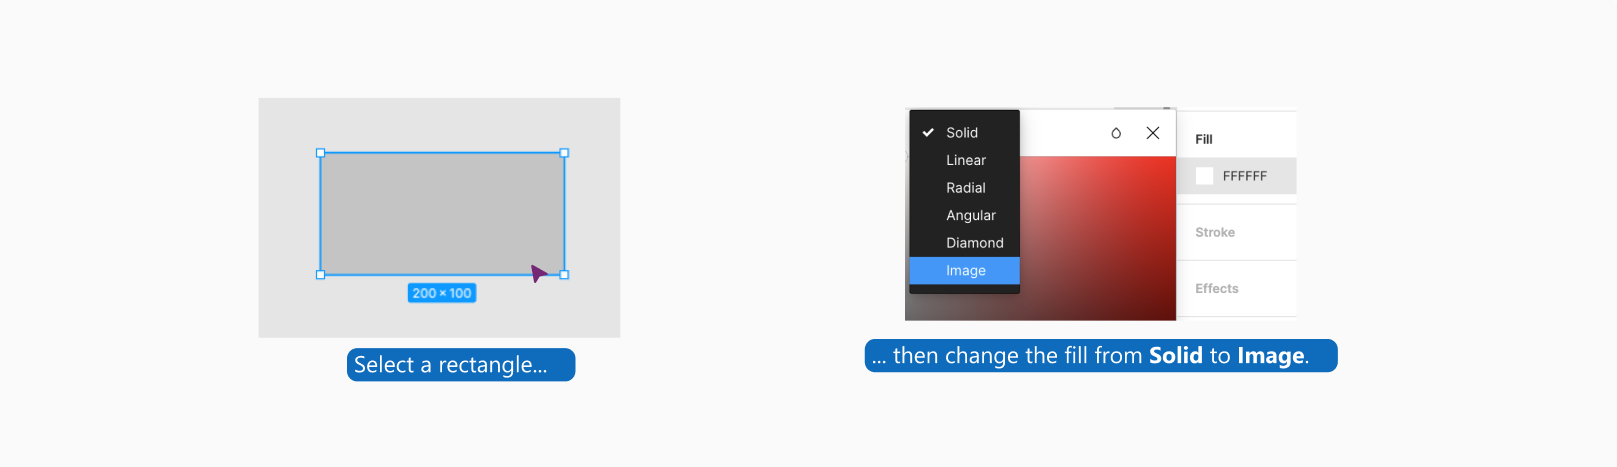 200 × 100
Select a rectangle...
Solid
Linear
Radial
Angular
Diamond
Image
Fill
FFFFFF
Stroke
Effects
... then change the fill from Solid to Image.